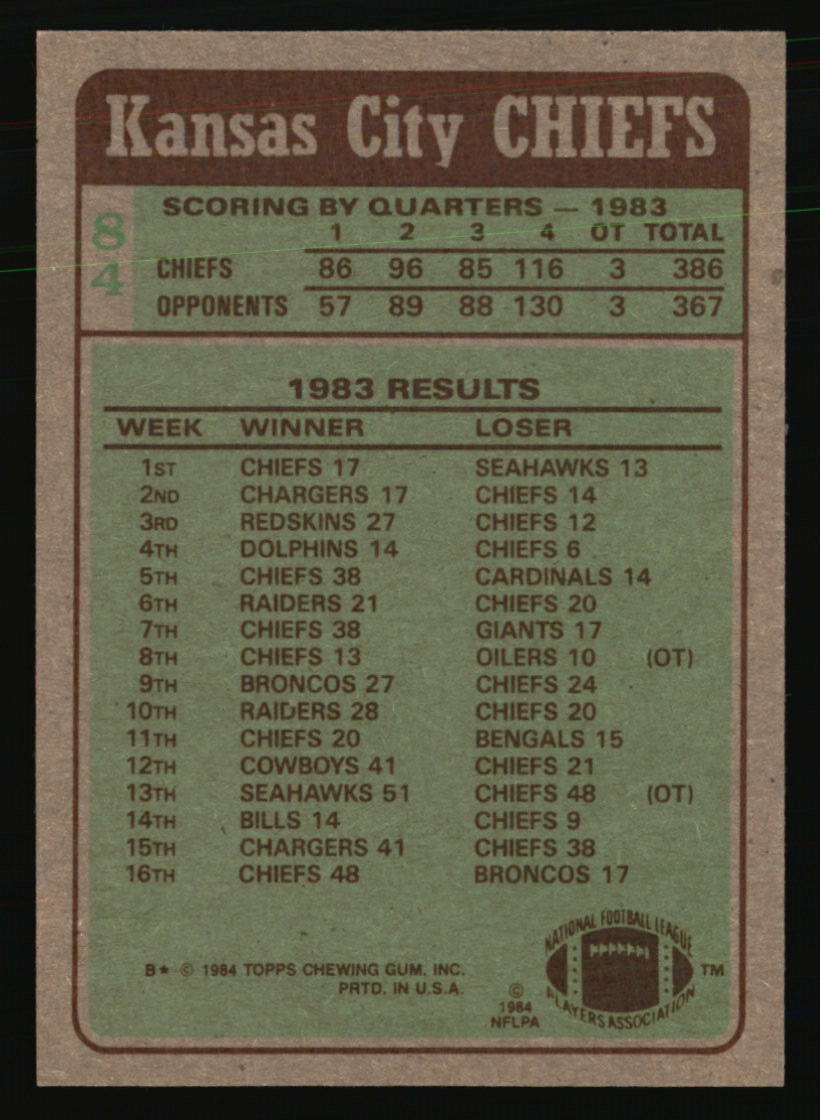 Kansas City CHIEFS
84
SCORING BY QUARTERS — 1983
1 2 3 4 OT TOTAL
CHIEFS 86 96 85 116 3 386
OPPONENTS 57 89 88 130 3 367
1983 RESULTS
WEEK WINNER LOSER
1ST CHIEFS 17 SEAHAWKS 13
2ND CHARGERS 17 CHIEFS 14
3RD REDSKINS 27 CHIEFS 12
4TH DOLPHINS 14 CHIEFS 6
5TH CHIEFS 38 CARDINALS 14
6TH RAIDERS 21 CHIEFS 20
7TH CHIEFS 38 GIANTS 17
8TH CHIEFS 13 OILERS 10 (OT)
9TH BRONCOS 27 CHIEFS 24
10TH RAIDERS 28 CHIEFS 20
11TH CHIEFS 20 BENGALS 15
12TH COWBOYS 41 CHIEFS 21
13TH SEAHAWKS 51 CHIEFS 48 (OT)
14TH BILLS 14 CHIEFS 9
15TH CHARGERS 41 CHIEFS 38
16TH CHIEFS 48 BRONCOS 17
B★ © 1984 TOPPS CHEWING GUM, INC.
PRTD. IN U.S.A.
©
1984
NFLPA
NATIONAL FOOTBALL LEAGUE
PLAYERS ASSOCIATION
TM